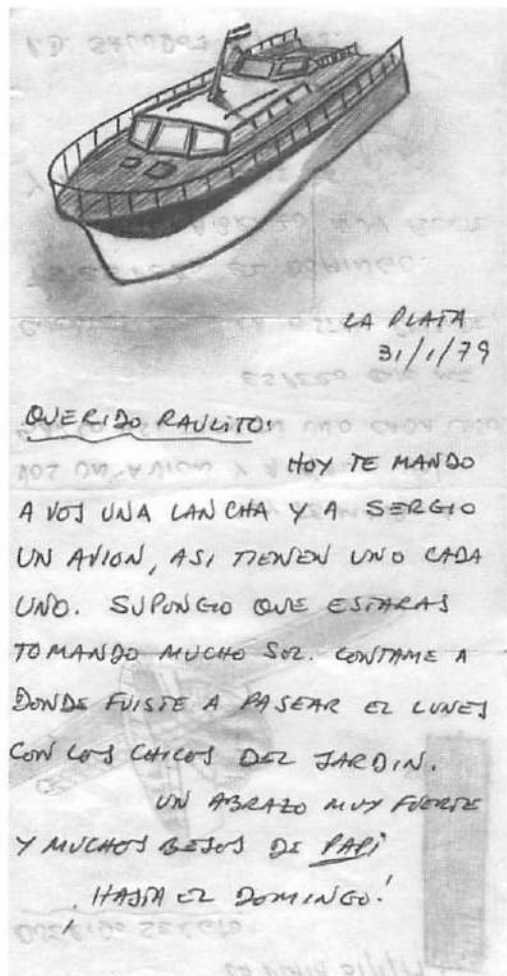 LA PLATA
31/1/79
QUERIDO RAULITO:
HOY TE MANDO
A VOS UNA LANCHA Y A SERGIO
UN AVION, ASI TIENEN UNO CADA
UNO. SUPONGO QUE ESTARAS
TOMANDO MUCHO SOL. CONTAME A
DONDE FUISTE A PASEAR EL LUNES
CON LOS CHICOS DEL JARDIN.
UN ABRAZO MUY FUERTE
Y MUCHOS BESOS DE PAPI
HASTA EL DOMINGO!